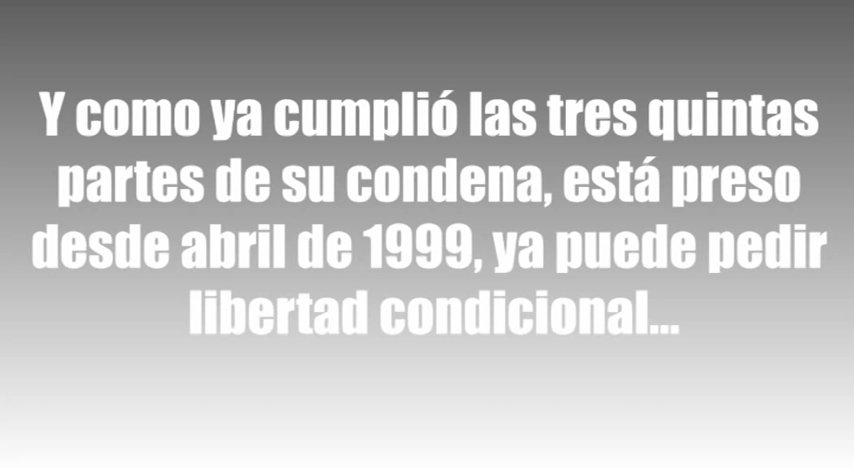 Y como ya cumplió las tres quintas
partes de su condena, está preso
desde abril de 1999, ya puede pedir
libertad condicional...